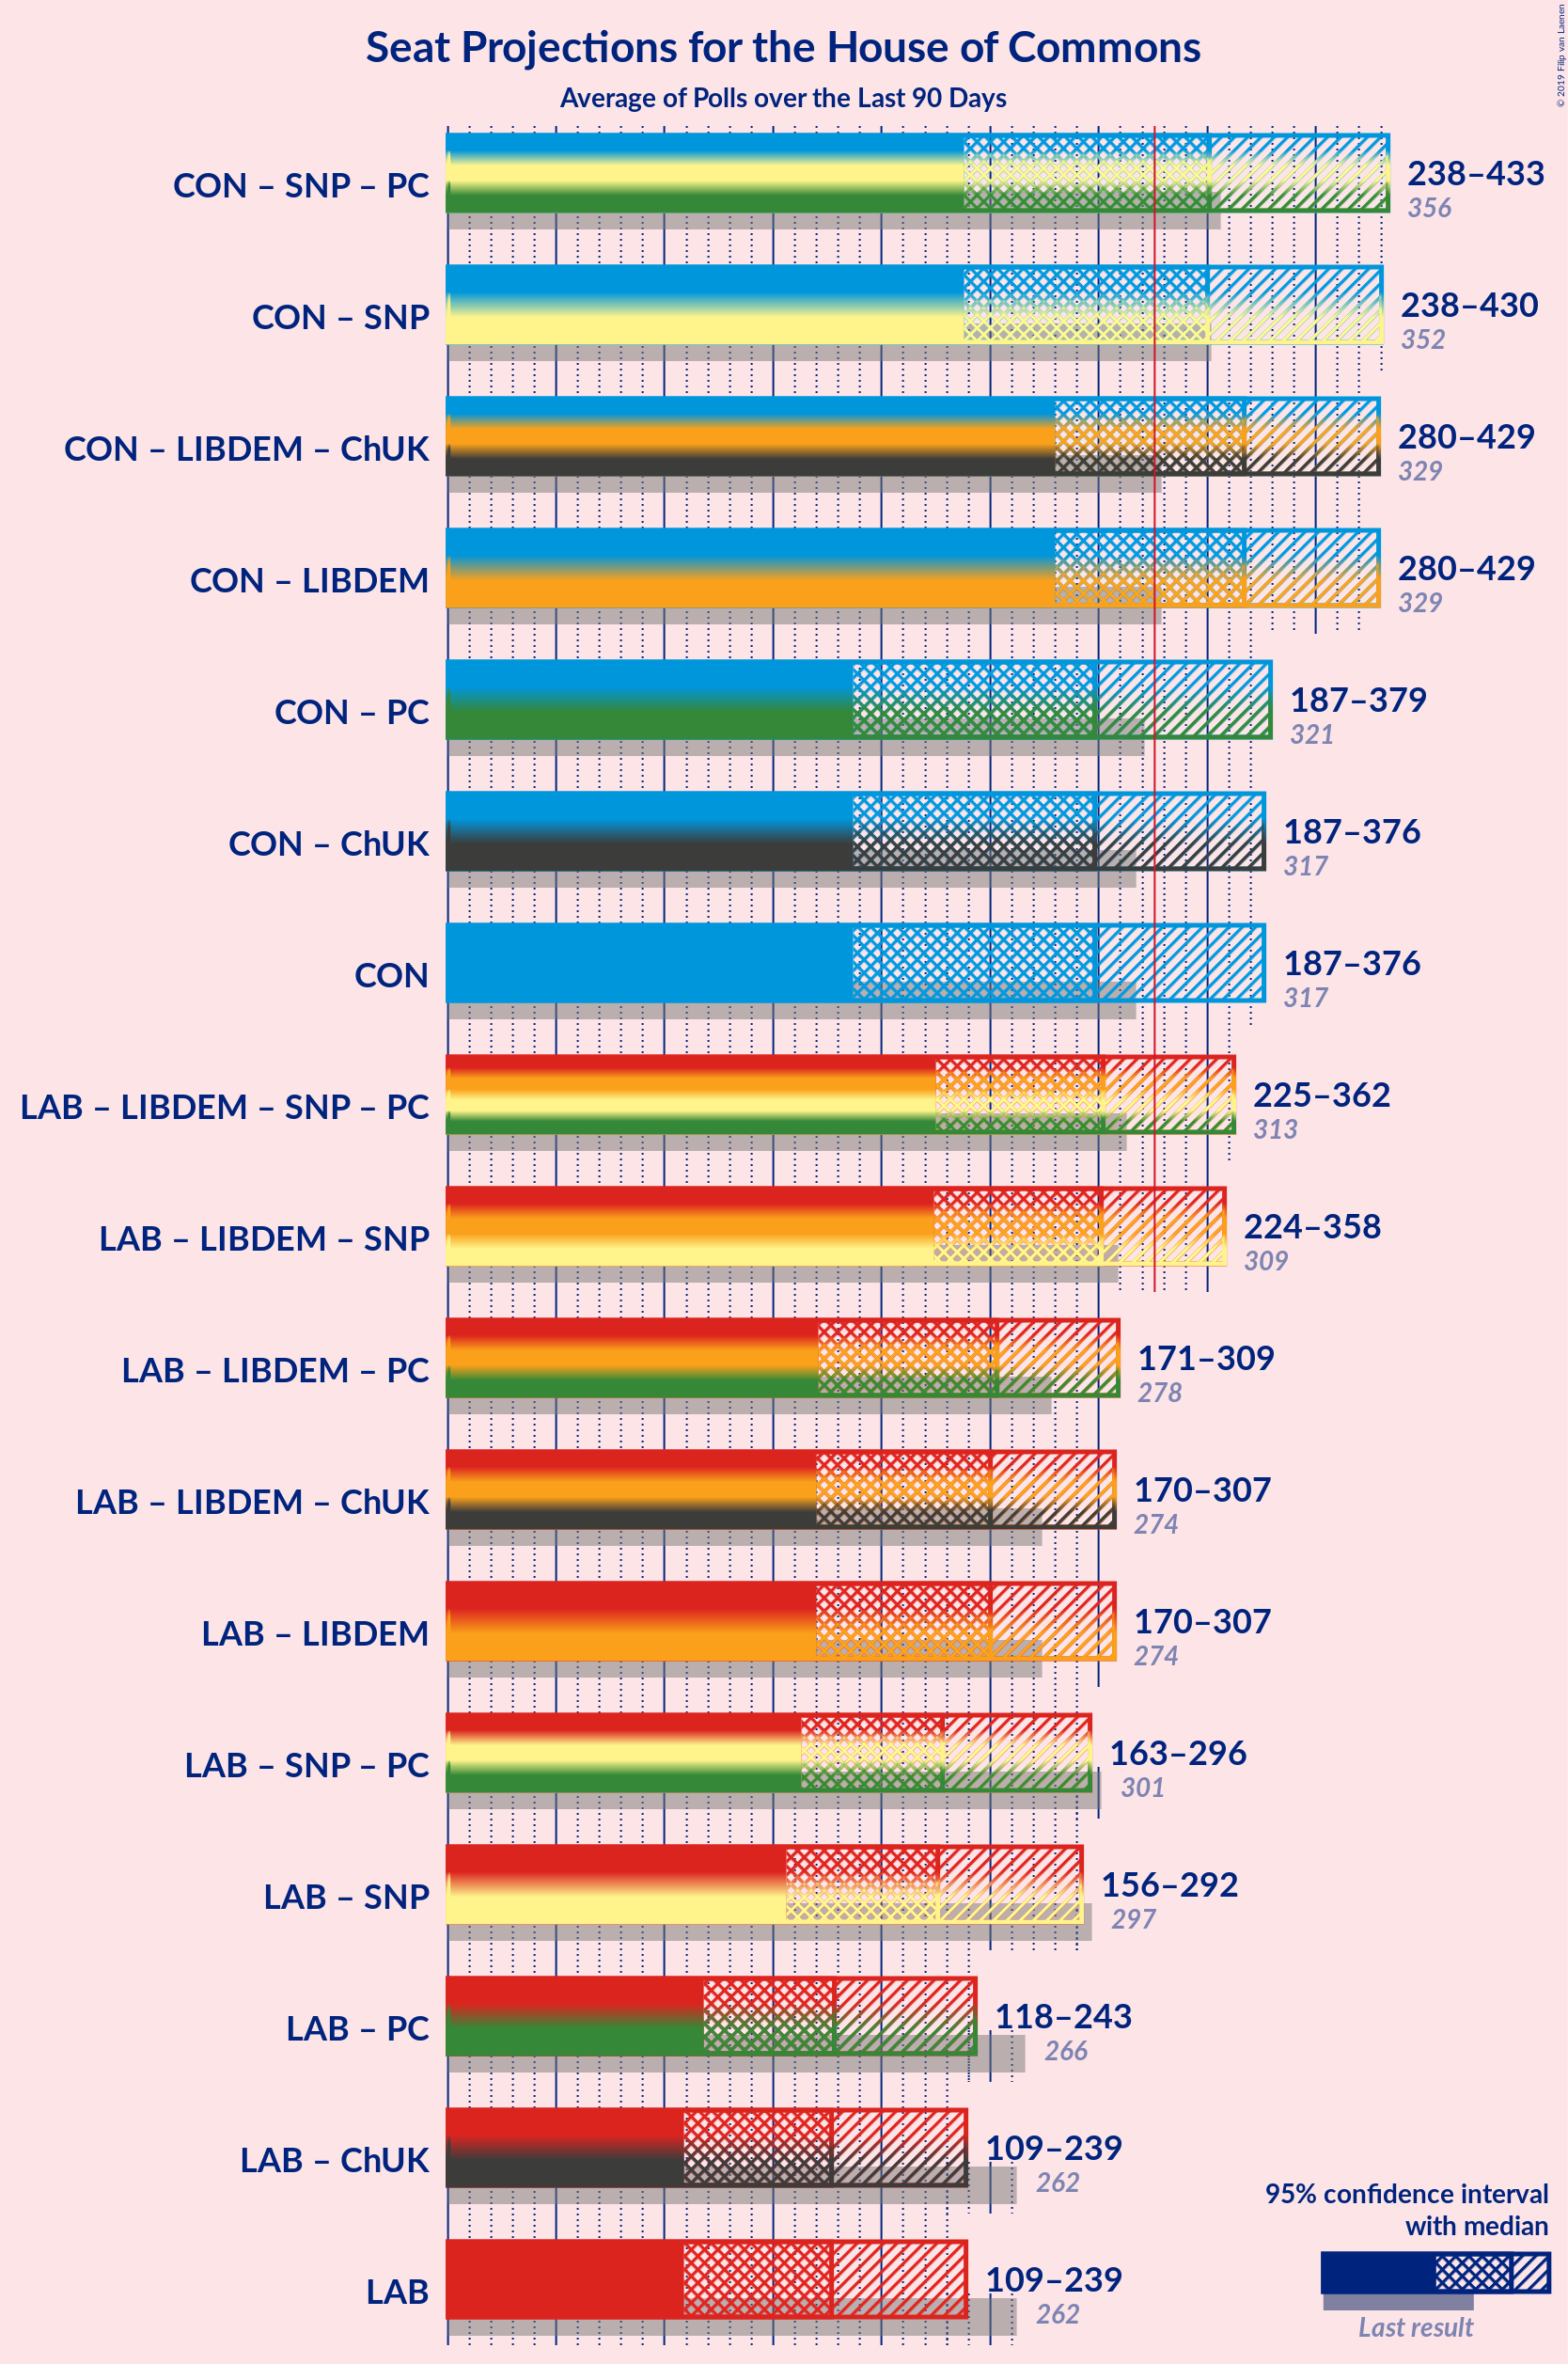 Seat Projections for the House of Commons
Average of Polls over the Last 90 Days
© 2019 Filip van Laenen
CON – SNP – PC
238–433
356
CON – SNP
238–430
352
CON – LIBDEM – ChUK
280–429
329
CON – LIBDEM
280–429
329
CON – PC
187–379
321
CON – ChUK
187–376
317
CON
187–376
317
LAB – LIBDEM – SNP – PC
225–362
313
LAB – LIBDEM – SNP
224–358
309
LAB – LIBDEM – PC
171–309
278
LAB – LIBDEM – ChUK
170–307
274
LAB – LIBDEM
170–307
274
LAB – SNP – PC
163–296
301
LAB – SNP
156–292
297
LAB – PC
118–243
266
LAB – ChUK
109–239
262
LAB
109–239
262
95% confidence interval
with median
Last result